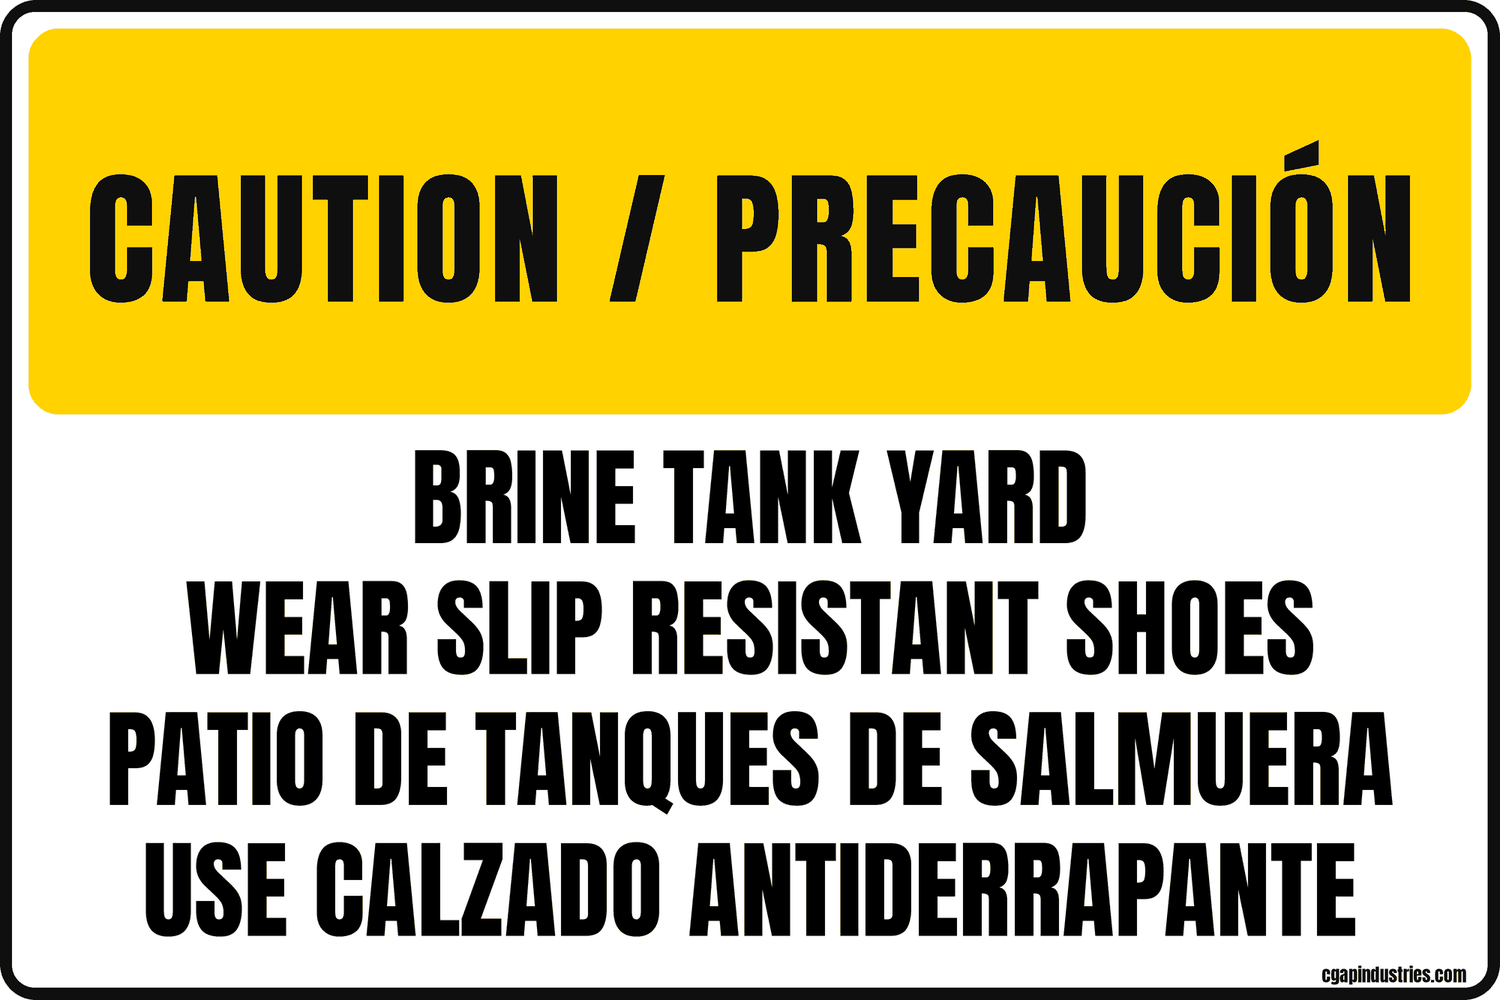 CAUTION / PRECAUCIÓN
BRINE TANK YARD
WEAR SLIP RESISTANT SHOES
PATIO DE TANQUES DE SALMUERA
USE CALZADO ANTIDERRAPANTE
cgapindustries.com